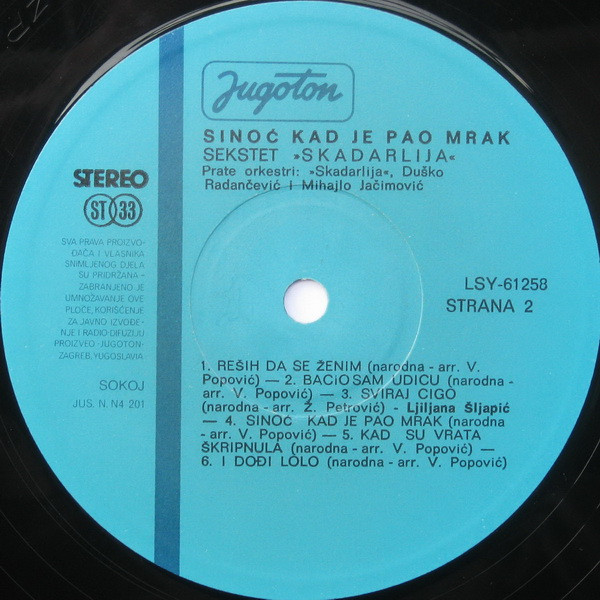 Jugoton
SINOĆ KAD JE PAO MRAK
SEKSTET »SKADARLIJA«
Prate orkestri: »Skadarlija«, Duško
Radančević i Mihajlo Jačimović
STEREO
ST 33
SVA PRAVA PROIZVO-
ĐAČA I VLASNIKA
SNIMLJENOG DJELA
SU PRIDRŽANA –
ZABRANJENO JE
UMNOŽAVANJE OVE
PLOČE, KORIŠĆENJE
ZA JAVNO IZVOĐE-
NJE I RADIO-DIFUZIJU
PROIZVEO - JUGOTON-
ZAGREB, YUGOSLAVIA
SOKOJ
JUS. N. N4 201
LSY-61258
STRANA 2
1. REŠIH DA SE ŽENIM (narodna - arr. V.
Popović) — 2. BACIO SAM UDICU (narodna -
arr. V. Popović) — 3. SVIRAJ CIGO
(narodna - arr. Ž. Petrović) - Ljiljana Šljapić
— 4. SINOĆ KAD JE PAO MRAK (narodna
- arr. V. Popović) — 5. KAD SU VRATA
ŠKRIPNULA (narodna - arr. V. Popović) —
6. I DOĐI LOLO (narodna - arr. V. Popović)